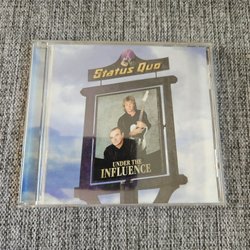 Status Quo
UNDER THE
INFLUENCE